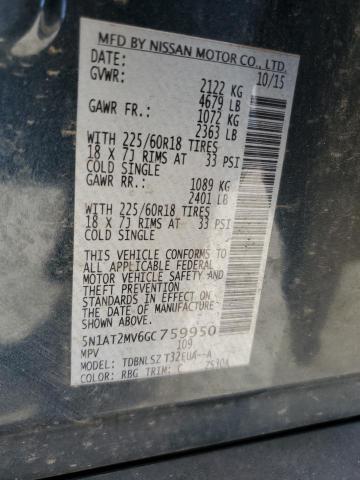 MFD BY NISSAN MOTOR CO., LTD.
DATE: 10/15
GVWR:
2122 KG
4679 LB
GAWR FR.: 1072 KG
2363 LB
WITH 225/60R18 TIRES
18 X 7J RIMS AT 33 PSI
COLD SINGLE
GAWR RR.: 1089 KG
2401 LB
WITH 225/60R18 TIRES
18 X 7J RIMS AT 33 PSI
COLD SINGLE
THIS VEHICLE CONFORMS TO
ALL APPLICABLE FEDERAL
MOTOR VEHICLE SAFETY AND
THEFT PREVENTION
STANDARDS IN EFFECT ON
THE DATE OF MANUFACTURE
SHOWN ABOVE.
5N1AT2MV6GC759950
MPV 109
MODEL: TDBNLSZ T32EUA--A
COLOR: RBG TRIM: C